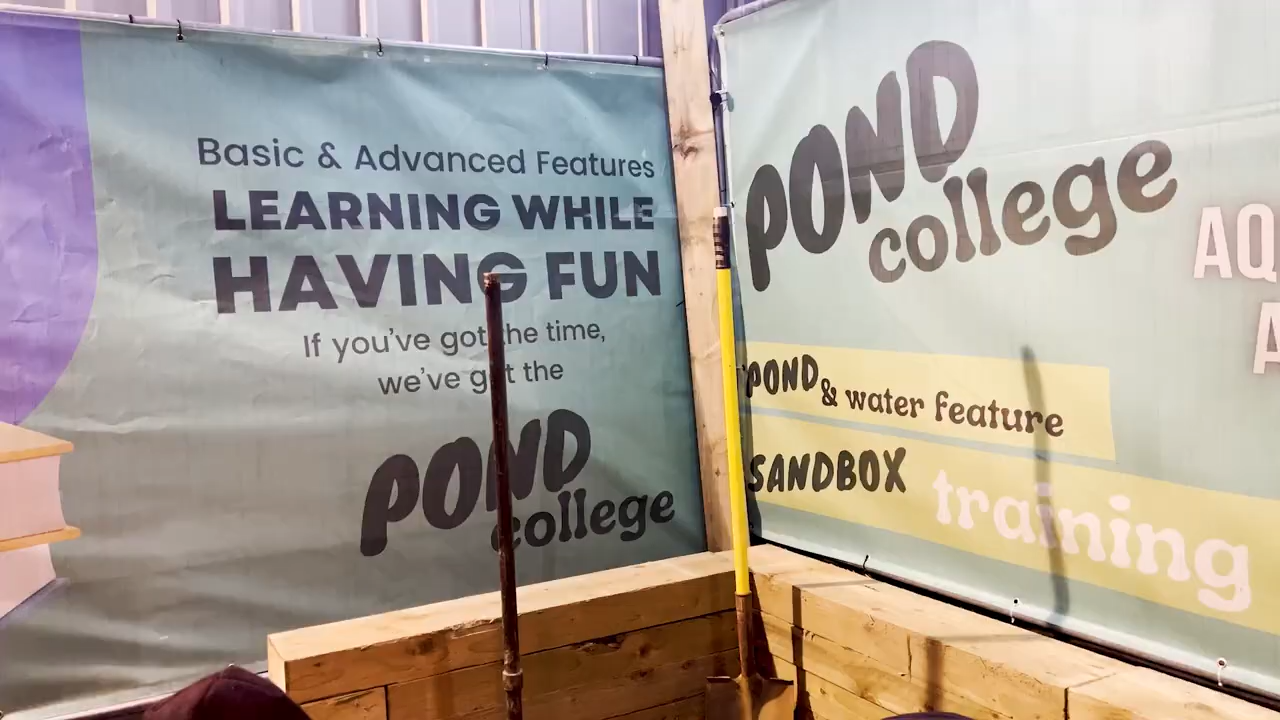 Basic & Advanced Features
LEARNING WHILE
HAVING FUN
If you've got the time,
we've got the
POND
college
POND
college
AQ
A
POND & water feature
SANDBOX training